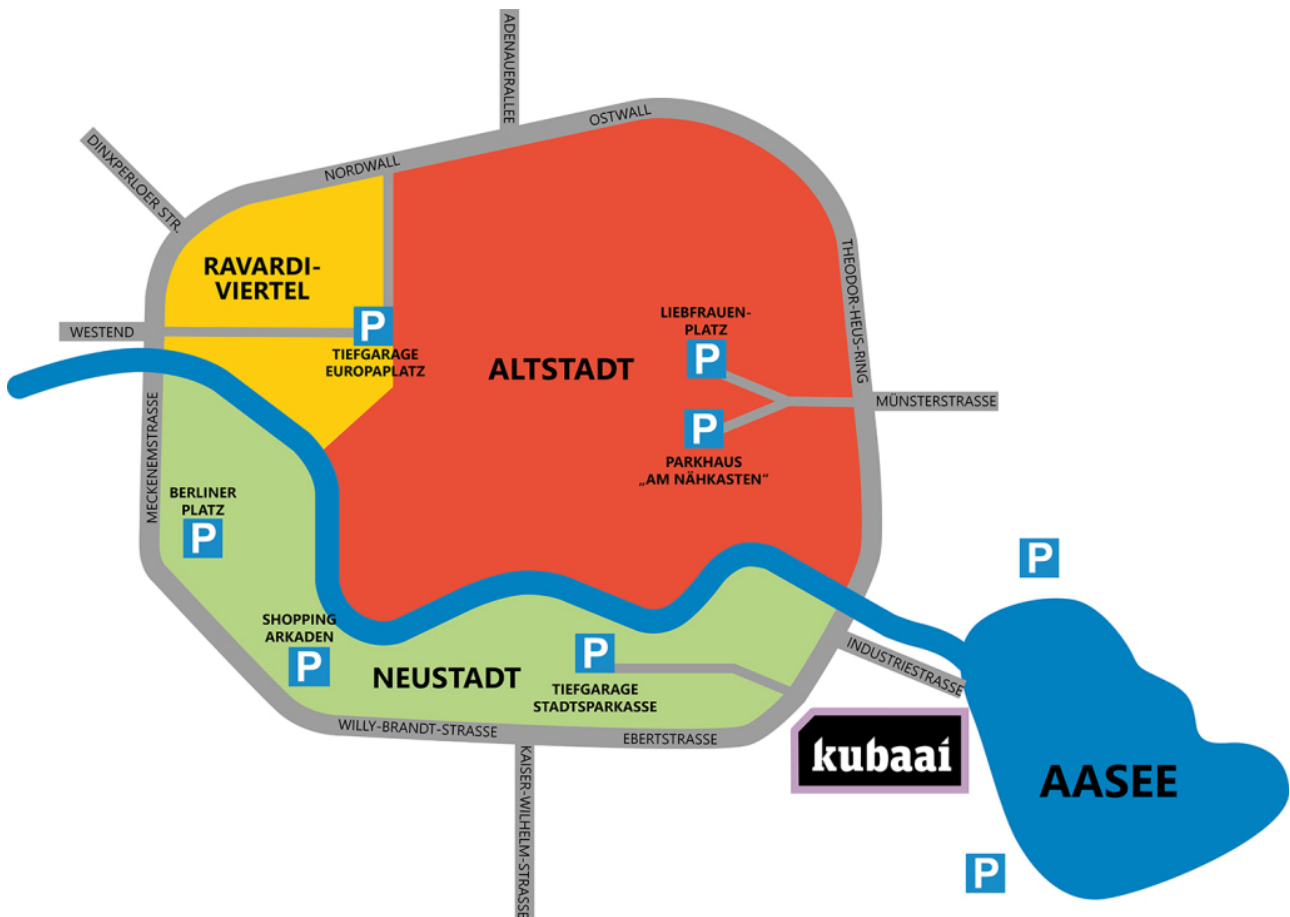 ADENAUERALLEE
OSTWALL
NORDWALL
DINXPERLOER STR.
RAVARDI-
VIERTEL
THEODOR-HEUS-RING
WESTEND
P
TIEFGARAGE
EUROPAPLATZ
LIEBFRAUEN-
PLATZ
P
ALTSTADT
MÜNSTERSTRASSE
P
PARKHAUS
„AM NÄHKASTEN“
MECKENEMSTRASSE
BERLINER
PLATZ
P
P
SHOPPING
ARKADEN
P
NEUSTADT
P
TIEFGARAGE
STADTSPARKASSE
INDUSTRIESTRASSE
WILLY-BRANDT-STRASSE
EBERTSTRASSE
KAISER-WILHELM-STRASSE
kubaai
AASEE
P